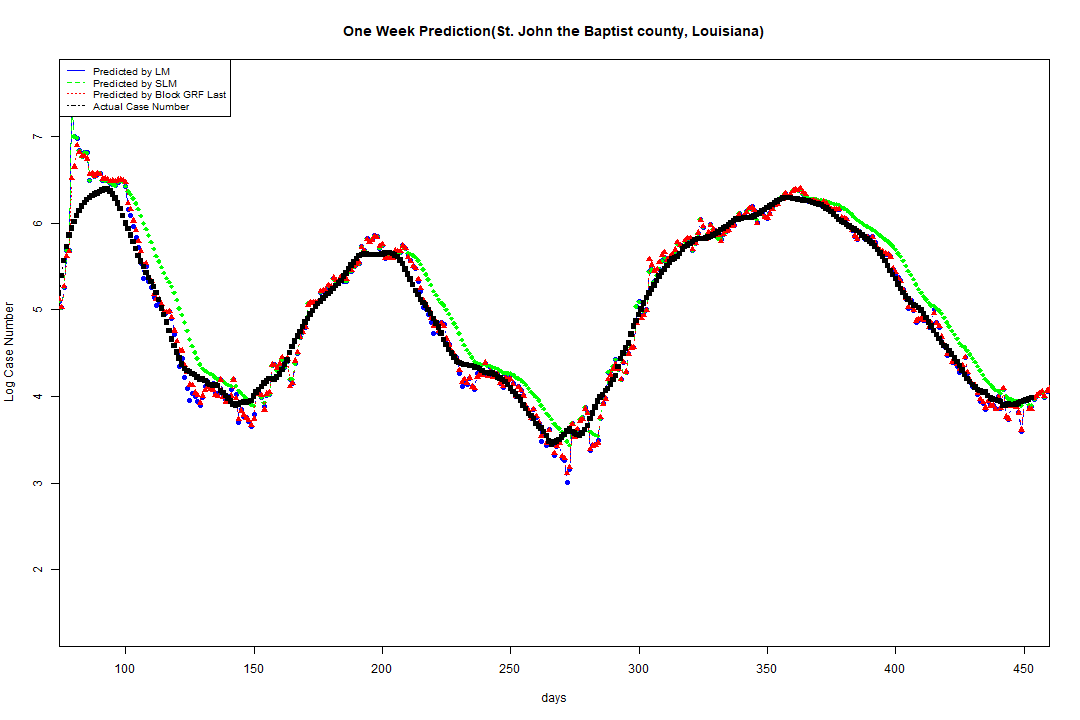 One Week Prediction(St. John the Baptist county, Louisiana)
Predicted by LM
Predicted by SLM
Predicted by Block GRF Last
Actual Case Number
7
6
5
4
3
2
Log Case Number
100 150 200 250 300 350 400 450
days